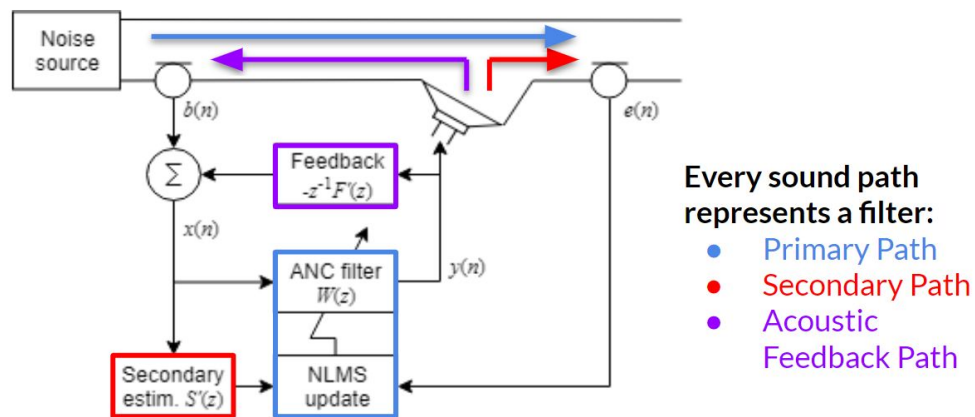 Noise
source
b(n)
e(n)
Σ
Feedback
-z⁻¹F'(z)
x(n)
y(n)
ANC filter
W(z)
Secondary
estim. S'(z)
NLMS
update
Every sound path
represents a filter:
● Primary Path
● Secondary Path
● Acoustic
Feedback Path